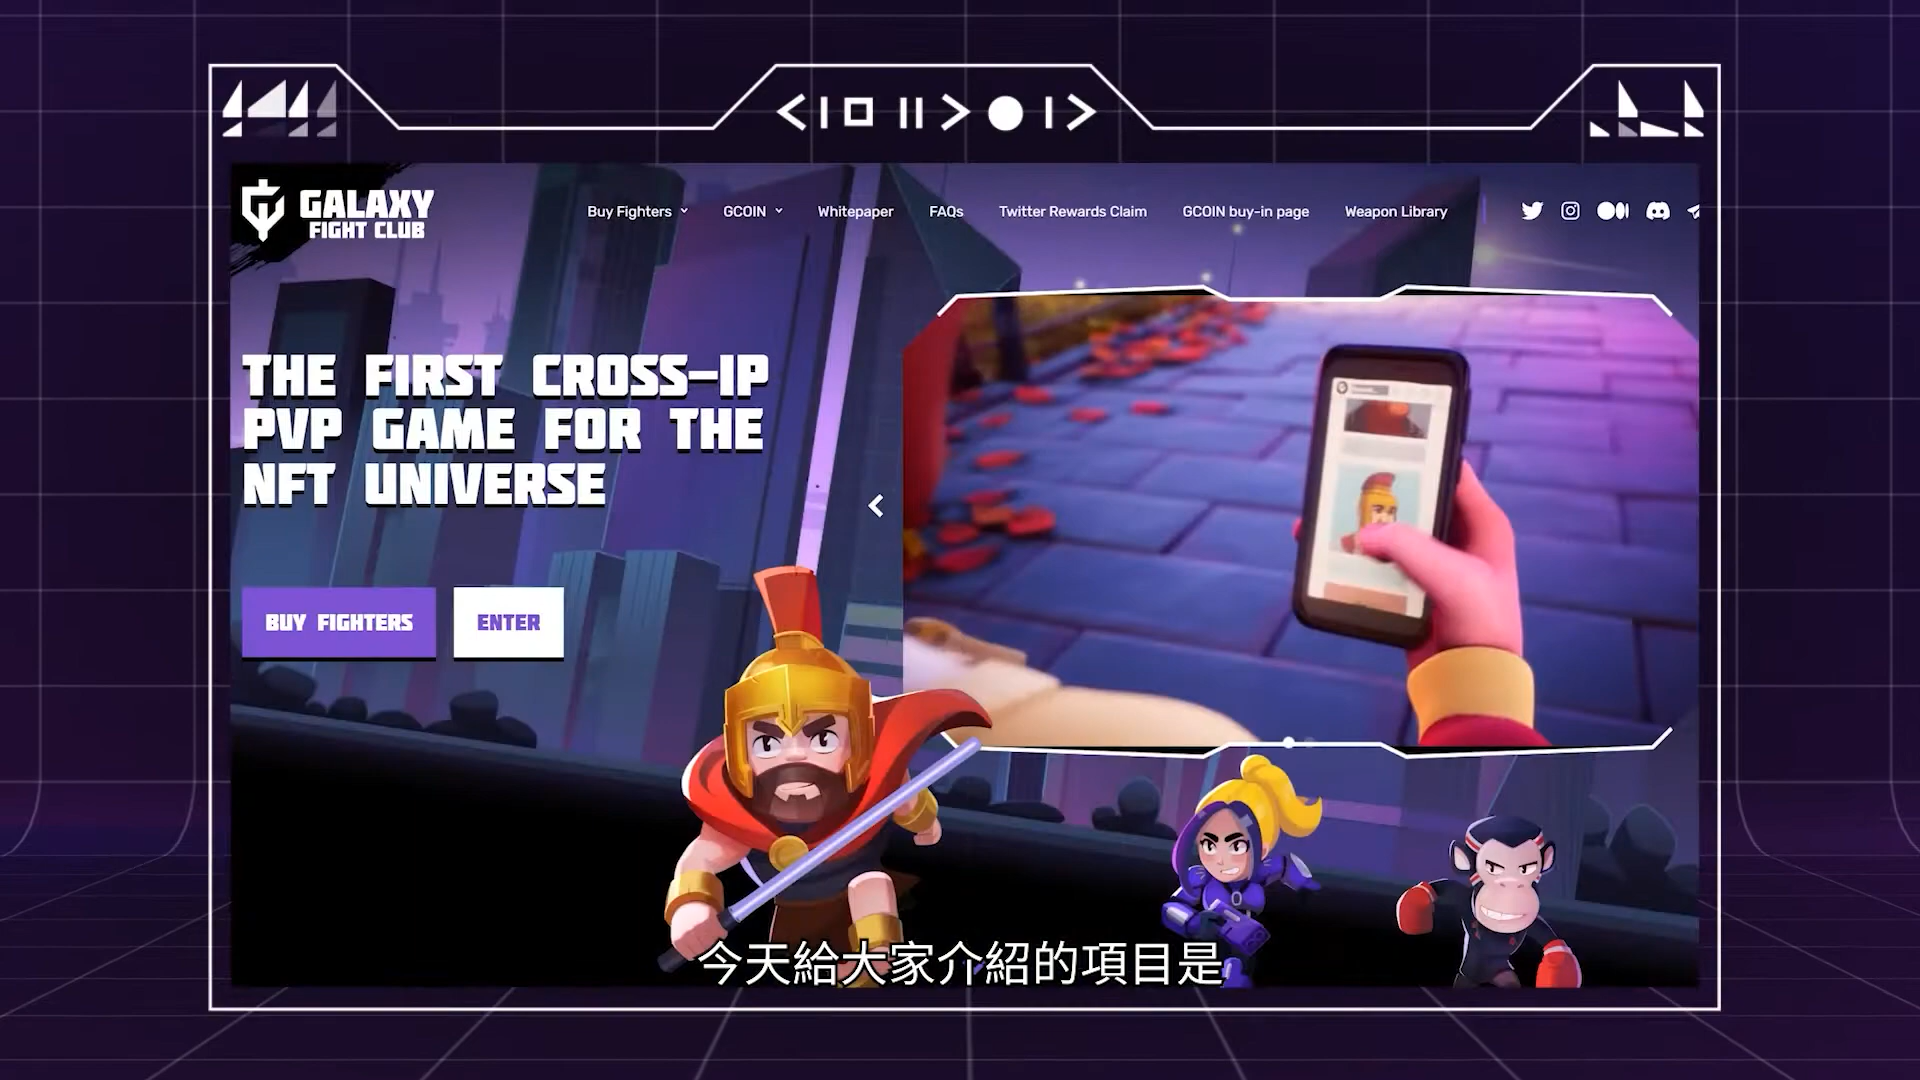 GALAXY
FIGHT CLUB
Buy Fighters
GCOIN
Whitepaper
FAQs
Twitter Rewards Claim
GCOIN buy-in page
Weapon Library
THE FIRST CROSS-IP
PVP GAME FOR THE
NFT UNIVERSE
BUY FIGHTERS
ENTER
今天給大家介紹的項目是